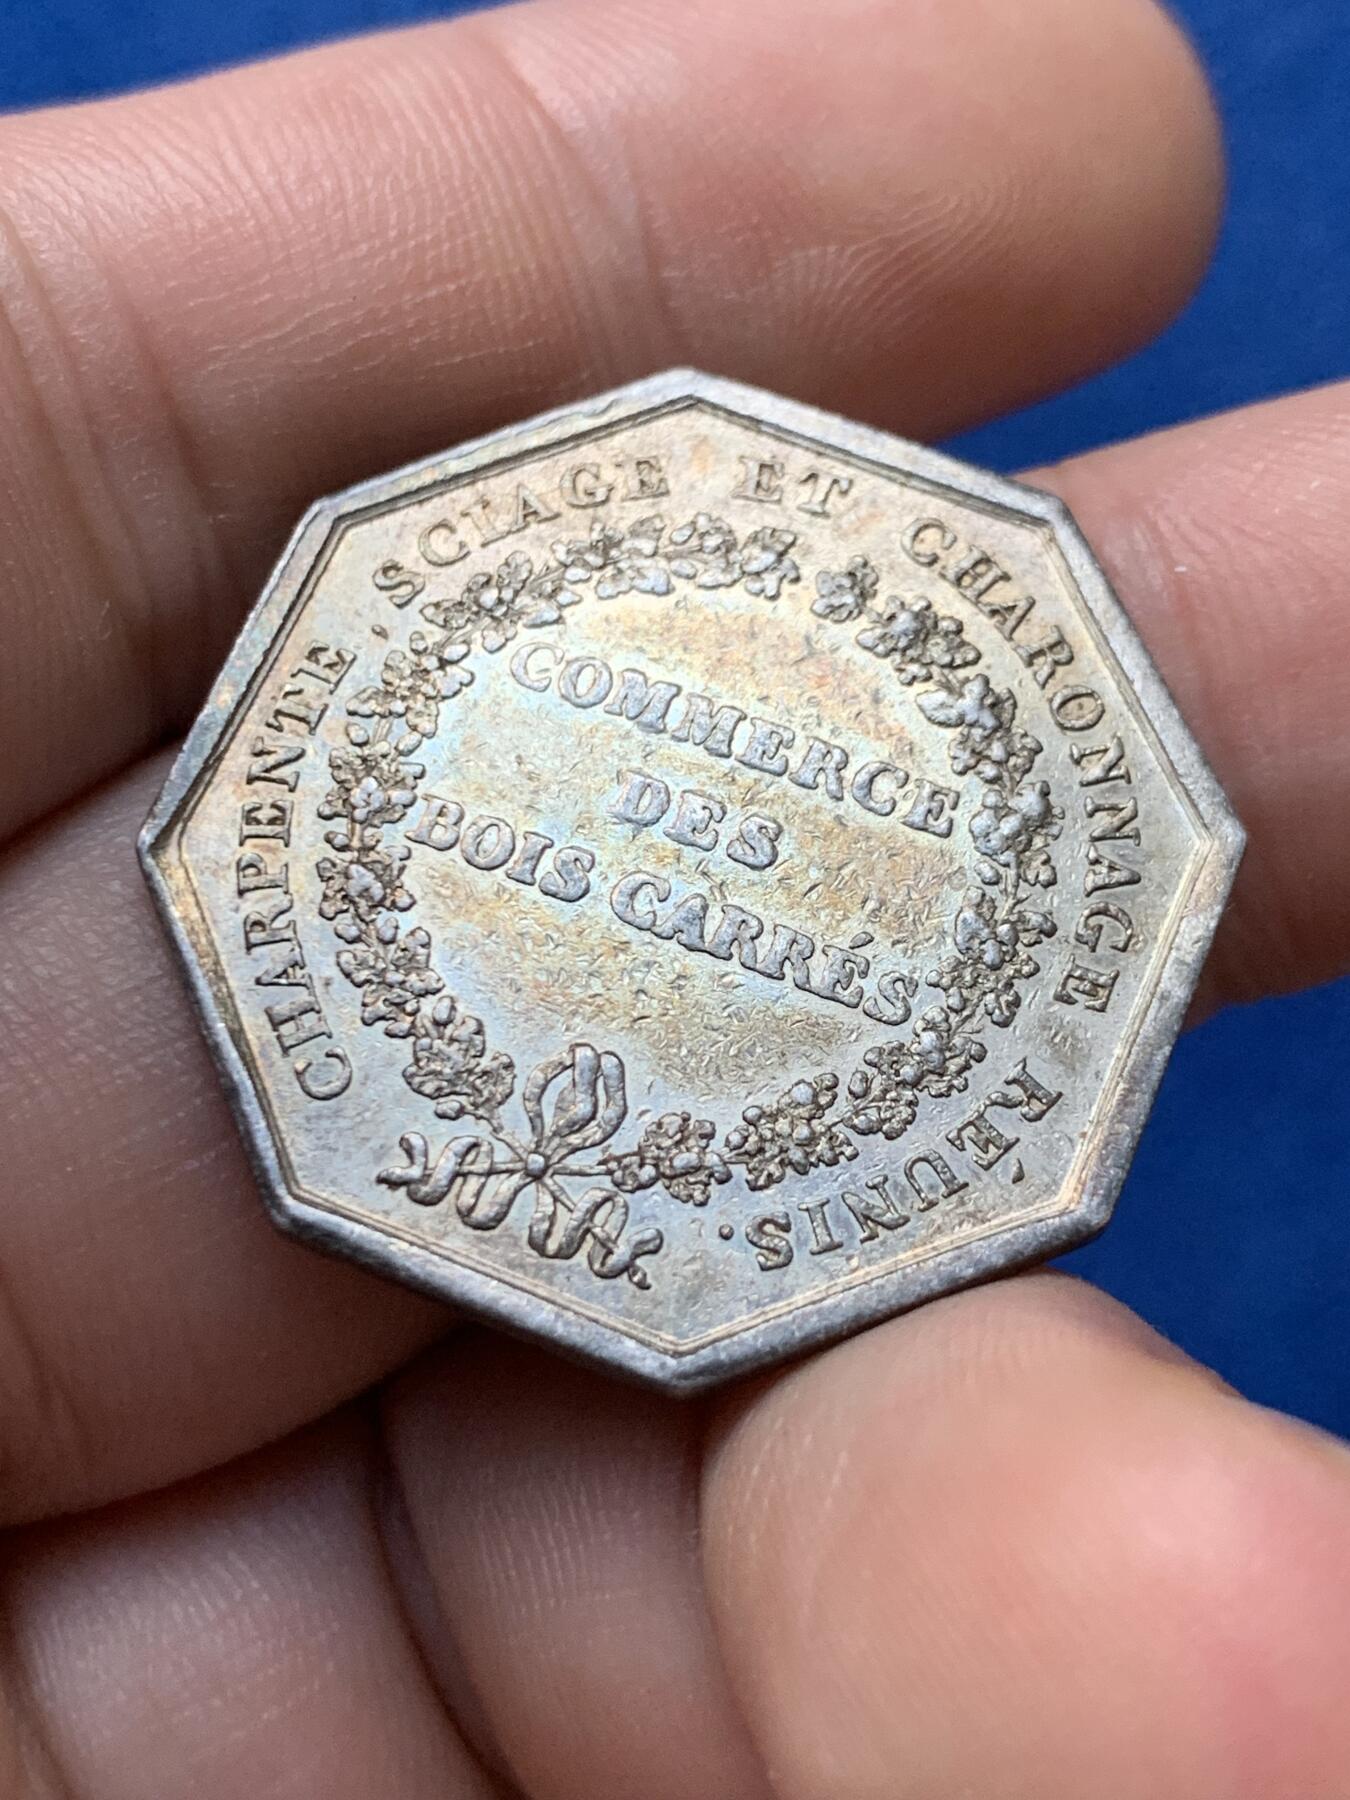 CHARPENTE, SCIAGE ET CHARONNAGE RÉUNIS.
COMMERCE
DES
BOIS CARRÉS